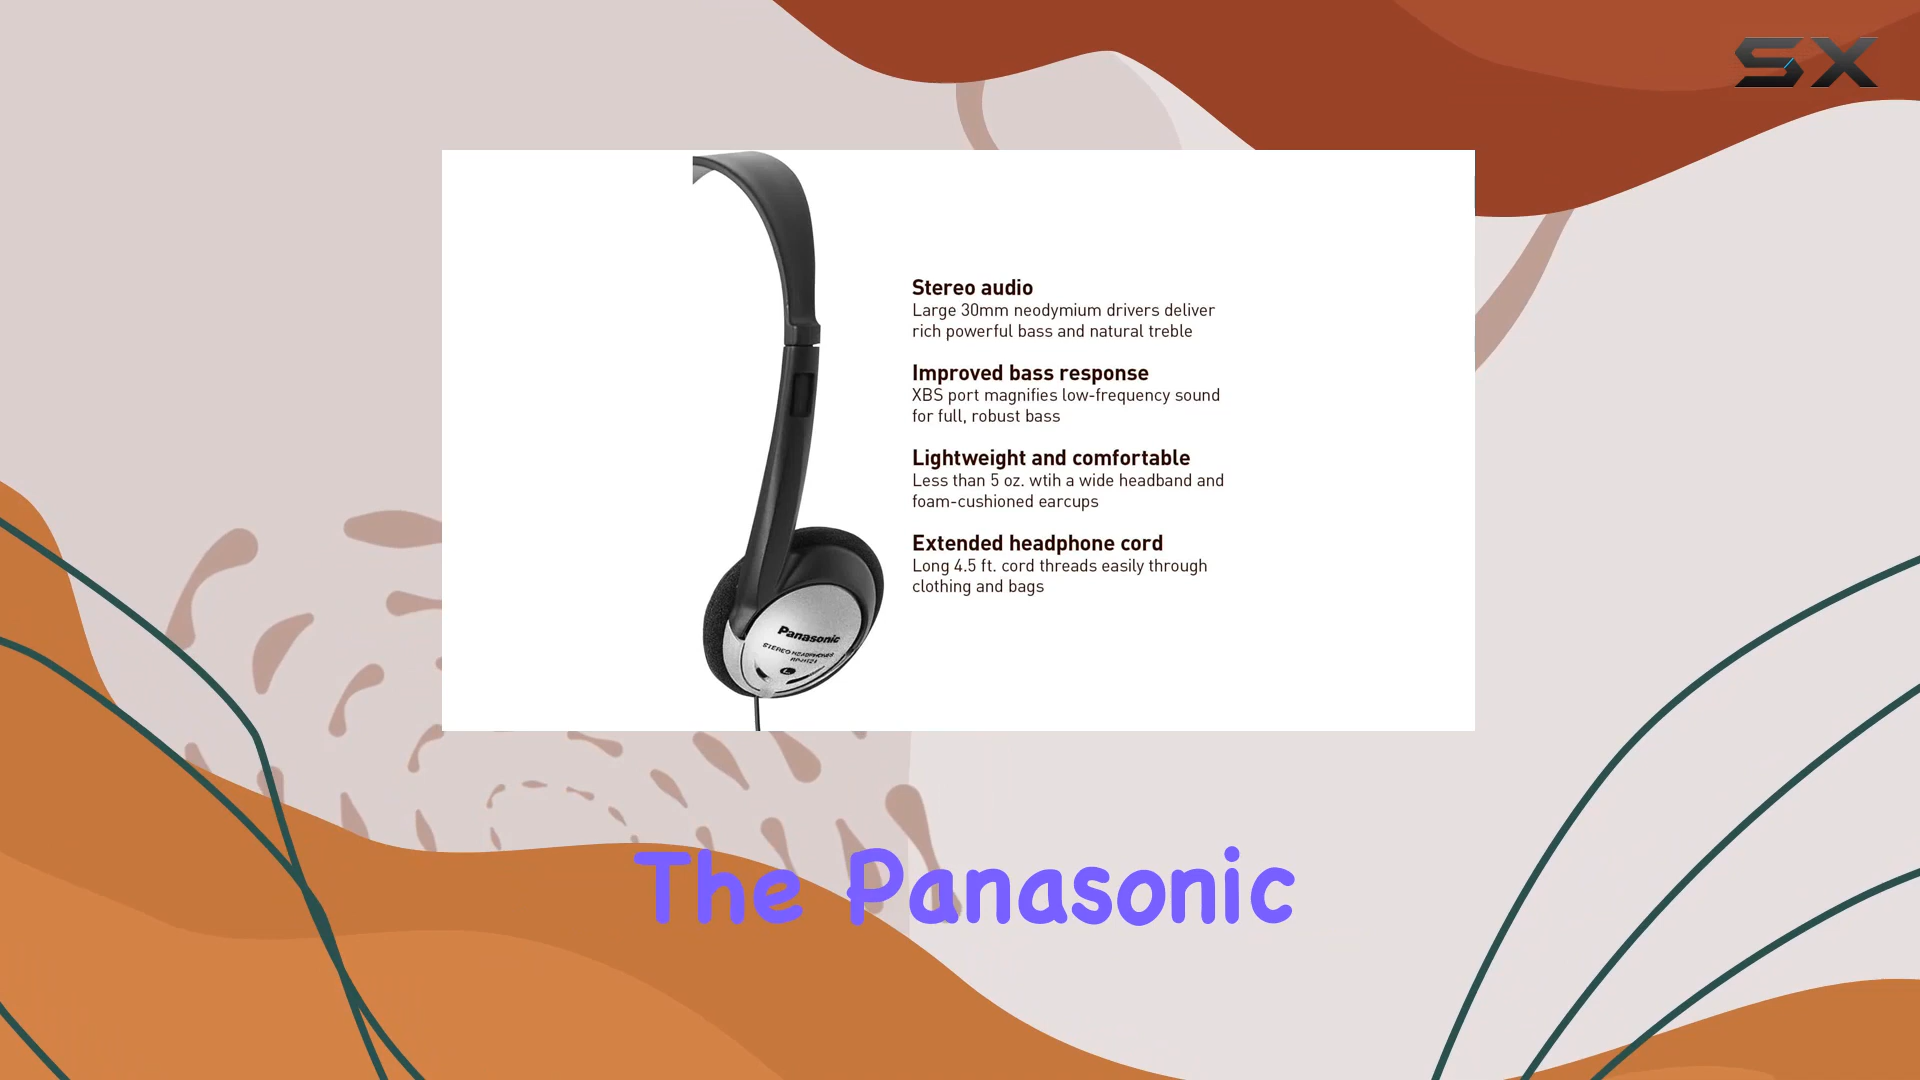 SX
Stereo audio
Large 30mm neodymium drivers deliver
rich powerful bass and natural treble
Improved bass response
XBS port magnifies low-frequency sound
for full, robust bass
Lightweight and comfortable
Less than 5 oz. wtih a wide headband and
foam-cushioned earcups
Extended headphone cord
Long 4.5 ft. cord threads easily through
clothing and bags
Panasonic
STEREO HEADPHONES
L
The Panasonic